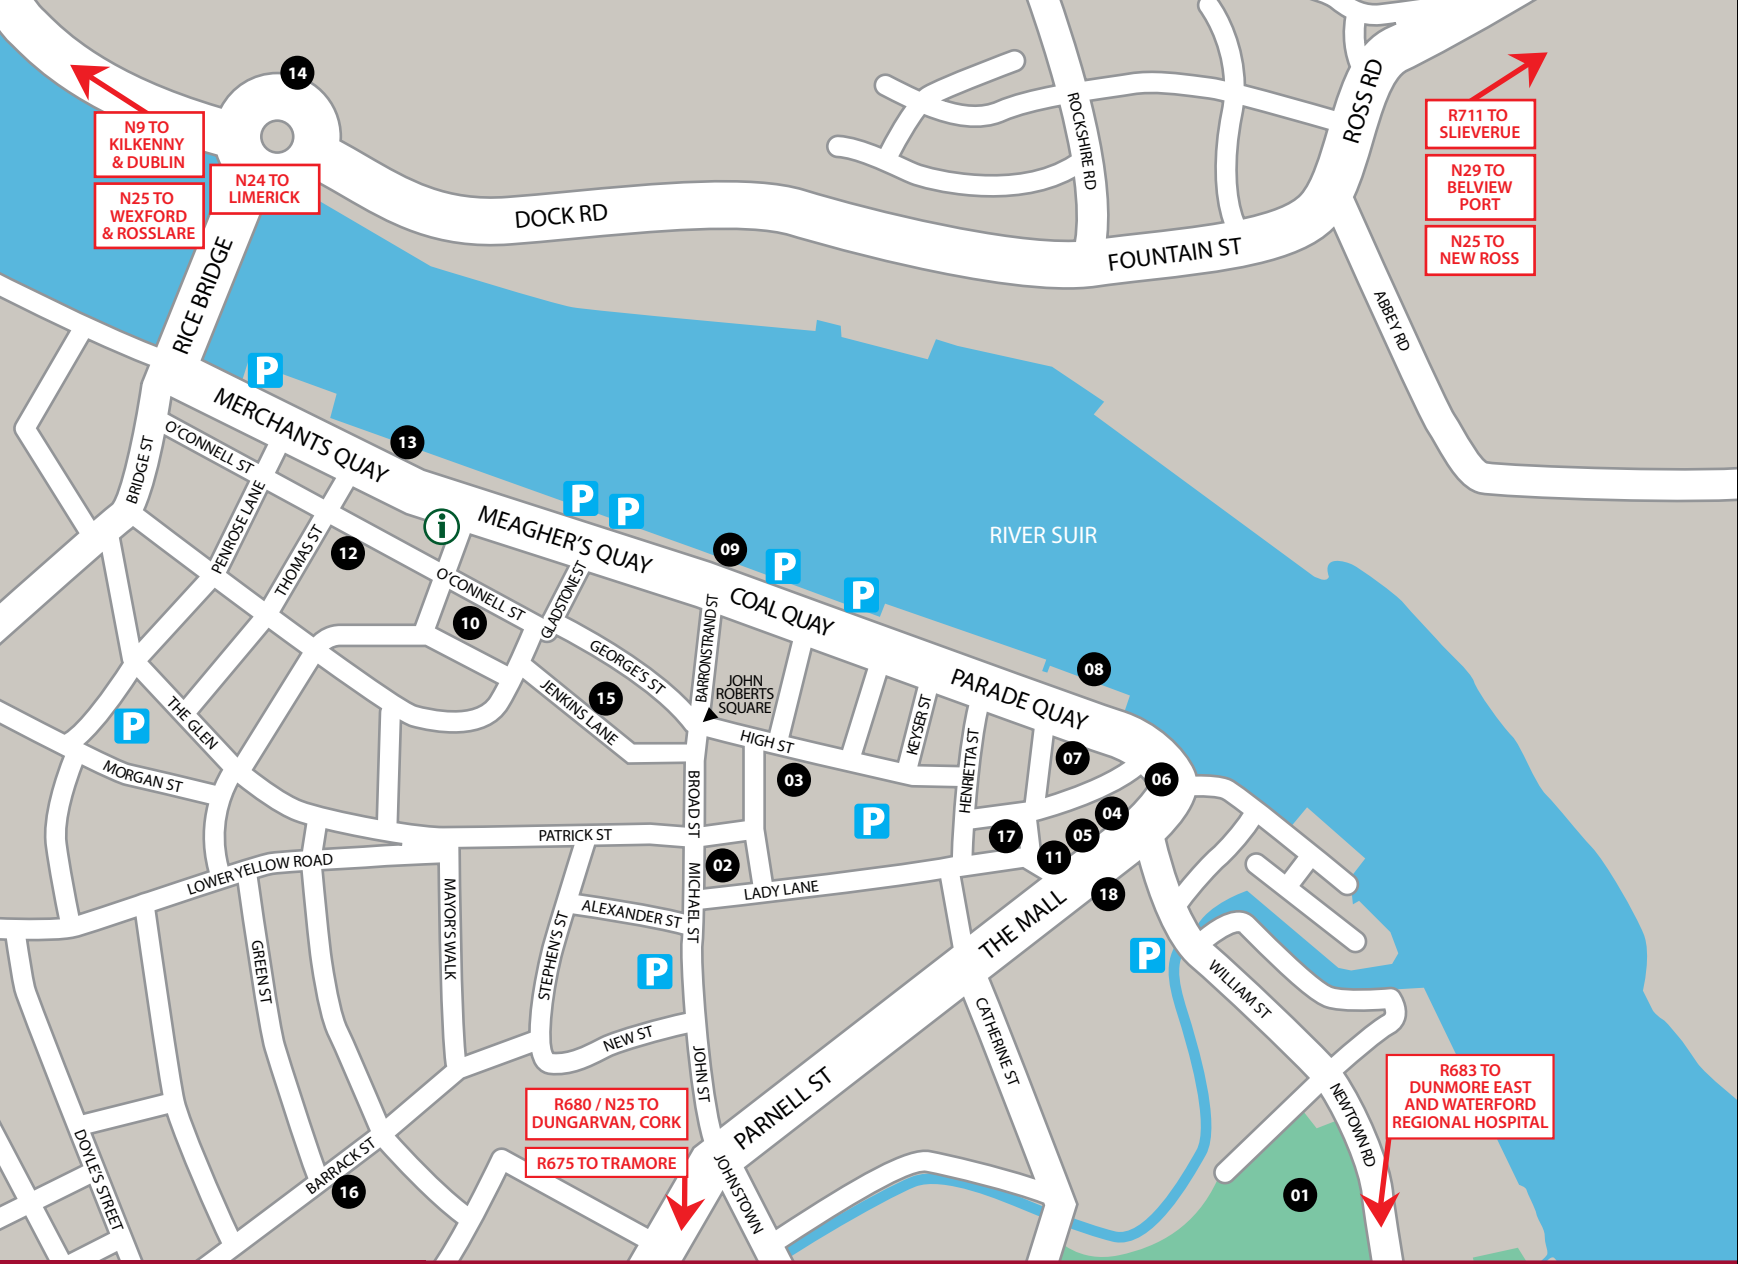 14
N9 TO
KILKENNY
& DUBLIN
N25 TO
WEXFORD
& ROSSLARE
N24 TO
LIMERICK
DOCK RD
ROCKSHIRE RD
FOUNTAIN ST
ROSS RD
R711 TO
SLIEVERUE
N29 TO
BELVIEW
PORT
N25 TO
NEW ROSS
ABBEY RD
RICE BRIDGE
P
MERCHANTS QUAY
13
O'CONNELL ST
BRIDGE ST
PENROSE LANE
THOMAS ST
12
i
MEAGHER'S QUAY
P
P
09
P
P
RIVER SUIR
COAL QUAY
O'CONNELL ST
GLADSTONE ST
10
GEORGE'S ST
BARRONSTRAND ST
15
JENKINS LANE
JOHN
ROBERTS
SQUARE
08
PARADE QUAY
P
THE GLEN
MORGAN ST
HIGH ST
KEYSER ST
HENRIETTA ST
03
07
06
P
04
05
17
11
18
BROAD ST
PATRICK ST
02
LOWER YELLOW ROAD
MICHAEL ST
LADY LANE
MAYOR'S WALK
ALEXANDER ST
STEPHEN'S ST
GREEN ST
P
THE MALL
P
WILLIAM ST
NEW ST
JOHN ST
CATHERINE ST
PARNELL ST
R680 / N25 TO
DUNGARVAN, CORK
R675 TO TRAMORE
R683 TO
DUNMORE EAST
AND WATERFORD
REGIONAL HOSPITAL
NEWTOWN RD
DOYLE'S STREET
BARRACK ST
16
JOHNSTOWN
01